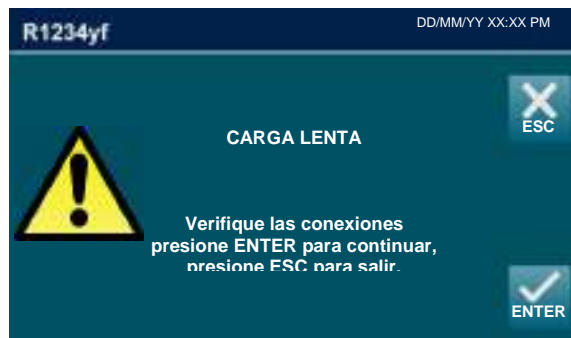 R1234yf
DD/MM/YY XX:XX PM
ESC
CARGA LENTA
Verifique las conexiones
presione ENTER para continuar,
presione ESC para salir.
ENTER